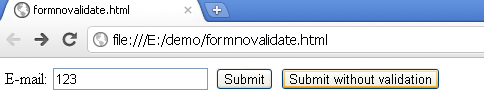 formnovalidate.html
file:///E:/demo/formnovalidate.html
E-mail: 123 Submit Submit without validation